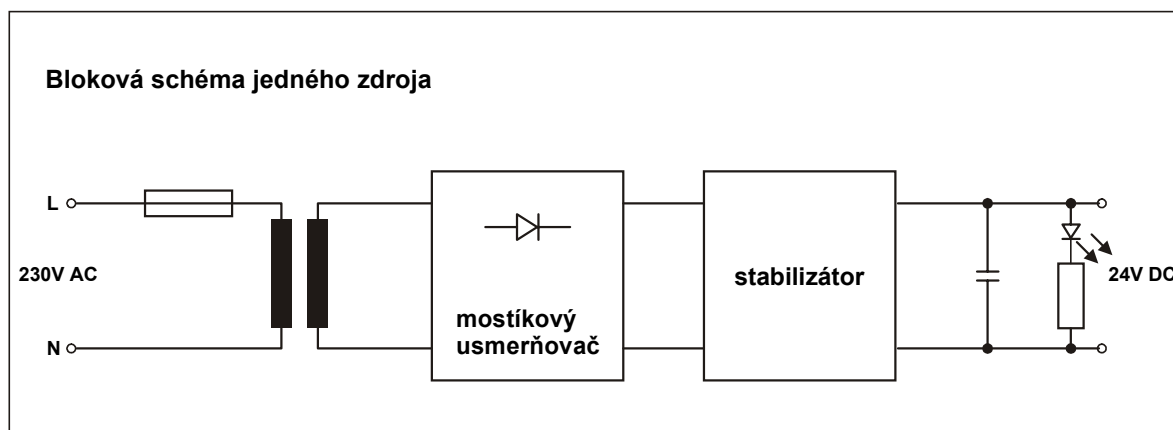 Bloková schéma jedného zdroja
L
230V AC
N
mostíkový
usmerňovač
stabilizátor
24V DC